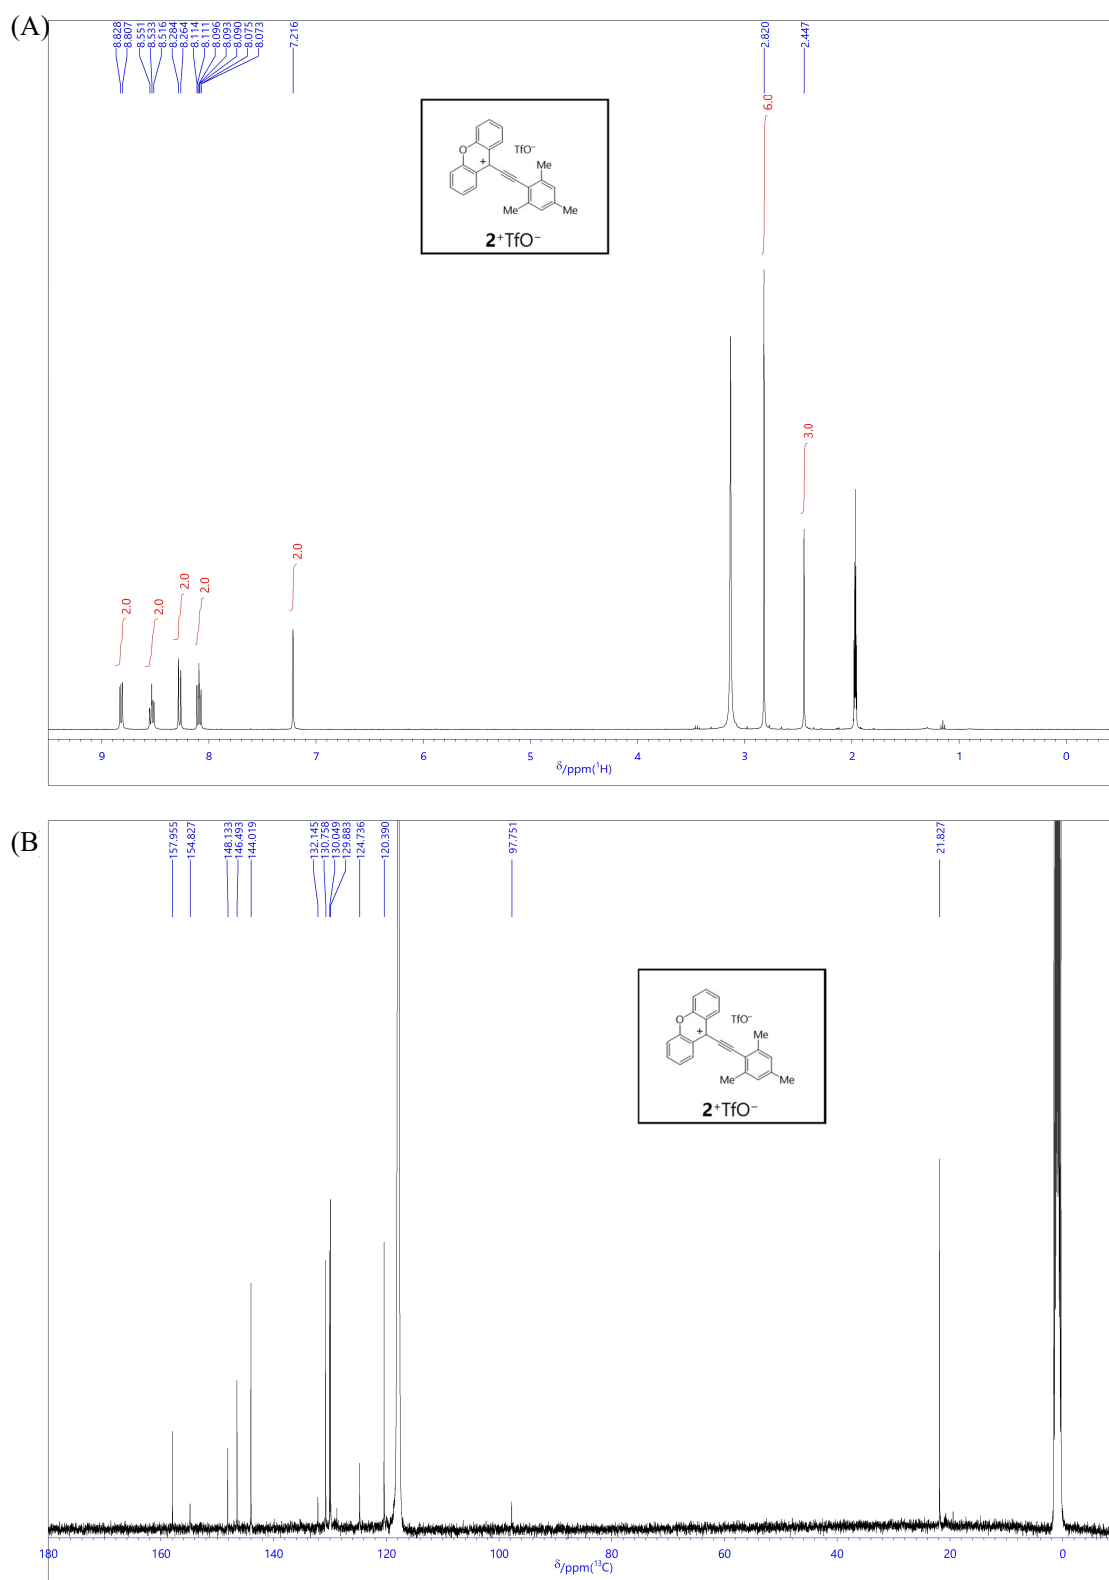 (A)
8.828
8.807
8.551
8.533
8.516
8.284
8.264
8.114
8.111
8.096
8.093
8.090
8.075
8.073
7.216
2.820
2.447
6.0
3.0
2.0
2.0
2.0
2.0
2.0
TfO⁻
O
+
Me
Me
Me
2⁺TfO⁻
9 8 7 6 5 4 3 2 1 0
δ/ppm(¹H)
(B)
157.955
154.827
148.133
146.493
144.019
132.145
130.758
130.049
129.883
124.736
120.390
97.751
21.827
TfO⁻
O
+
Me
Me
Me
2⁺TfO⁻
180 160 140 120 100 80 60 40 20 0
δ/ppm(¹³C)